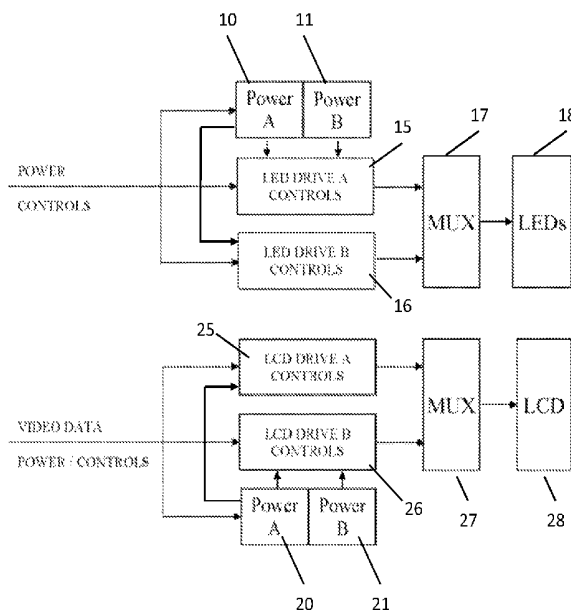 10
11
Power
A
Power
B
15
17
18
POWER
CONTROLS
LED DRIVE A
CONTROLS
MUX
LEDs
LED DRIVE B
CONTROLS
16
25
LCD DRIVE A
CONTROLS
VIDEO DATA
POWER / CONTROLS
LCD DRIVE B
CONTROLS
MUX
LCD
26
27
28
Power
A
Power
B
20
21